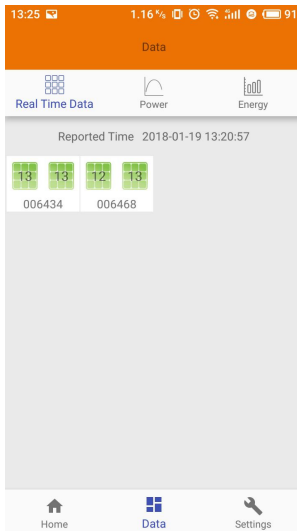 13:25 1.16 K/s 91
Data
Real Time Data Power Energy
Reported Time 2018-01-19 13:20:57
13 13 12 13
006434 006468
Home Data Settings